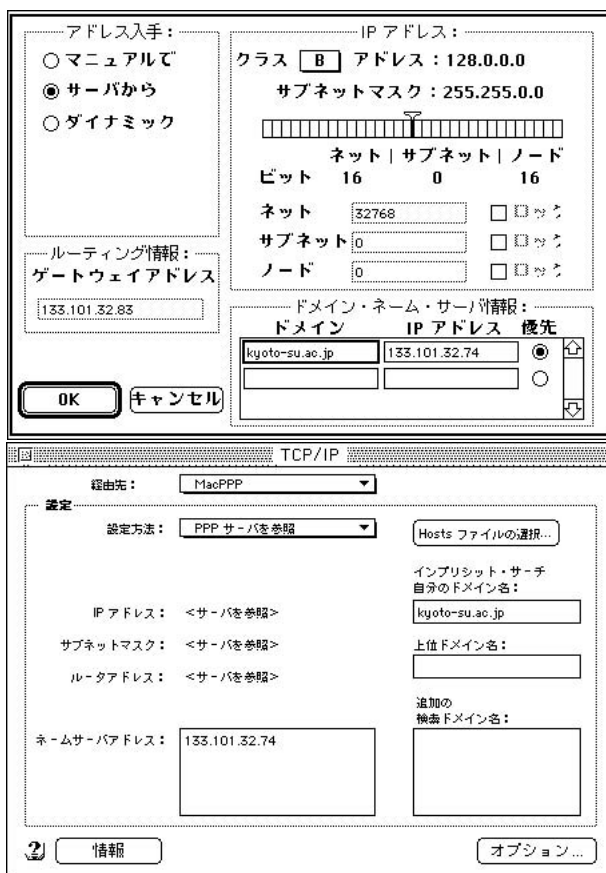 アドレス入手:
マニュアルで
サーバから
ダイナミック
IP アドレス:
クラス B アドレス:128.0.0.0
サブネットマスク:255.255.0.0
ネット | サブネット | ノード
ビット 16 0 16
ネット 32768 ロック
サブネット 0 ロック
ノード 0 ロック
ルーティング情報:
ゲートウェイアドレス
133.101.32.83
ドメイン・ネーム・サーバ情報:
ドメイン IP アドレス 優先
kyoto-su.ac.jp 133.101.32.74
OK キャンセル
TCP/IP
経由先: MacPPP
設定
設定方法: PPP サーバを参照
Hosts ファイルの選択...
インプリシット・サーチ
自分のドメイン名:
IP アドレス: <サーバを参照>
kyoto-su.ac.jp
サブネットマスク: <サーバを参照>
上位ドメイン名:
ルータアドレス: <サーバを参照>
追加の
検索ドメイン名:
ネームサーバアドレス: 133.101.32.74
情報
オプション...